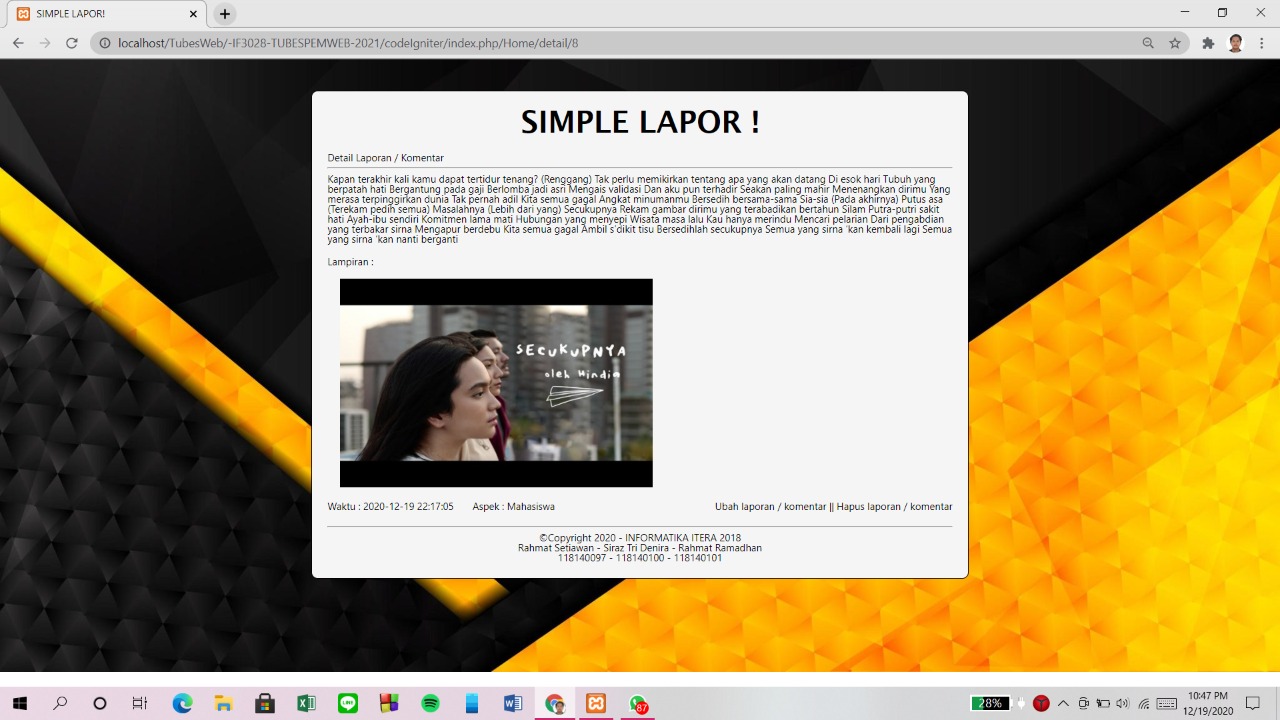 SIMPLE LAPOR!
localhost/TubesWeb/-IF3028-TUBESPEMWEB-2021/codeIgniter/index.php/Home/detail/8
SIMPLE LAPOR !
Detail Laporan / Komentar
Kapan terakhir kali kamu dapat tertidur tenang? (Renggang) Tak perlu memikirkan tentang apa yang akan datang Di esok hari Tubuh yang
berpatah hati Bergantung pada gaji Berlomba jadi asri Mengais validasi Dan aku pun terhadir Seakan paling mahir Menenangkan dirimu Yang
merasa terpinggirkan dunia Tak pernah adil Kita semua gagal Angkat minumanmu Bersedih bersama-sama Sia-sia (Pada akhirnya) Putus asa
(Terekam pedih semua) Masalahnya (Lebih dari yang) Secukupnya Rekam gambar dirimu yang terabadikan bertahun Silam Putra-putri sakit
hati Ayah-ibu sendiri Komitmen lama mati Hubungan yang menyepi Wisata masa lalu Kau hanya merindu Mencari pelarian Dari pengabdian
yang terbakar sirna Mengapur berdebu Kita semua gagal Ambil s'dikit tisu Bersedihlah secukupnya Semua yang sirna 'kan kembali lagi Semua
yang sirna 'kan nanti berganti
Lampiran :
SECUKUPNYA
oleh Hindia
Waktu : 2020-12-19 22:17:05 Aspek : Mahasiswa Ubah laporan / komentar || Hapus laporan / komentar
©Copyright 2020 - INFORMATIKA ITERA 2018
Rahmat Setiawan - Siraz Tri Denira - Rahmat Ramadhan
118140097 - 118140100 - 118140101
87
28%
10:47 PM
12/19/2020